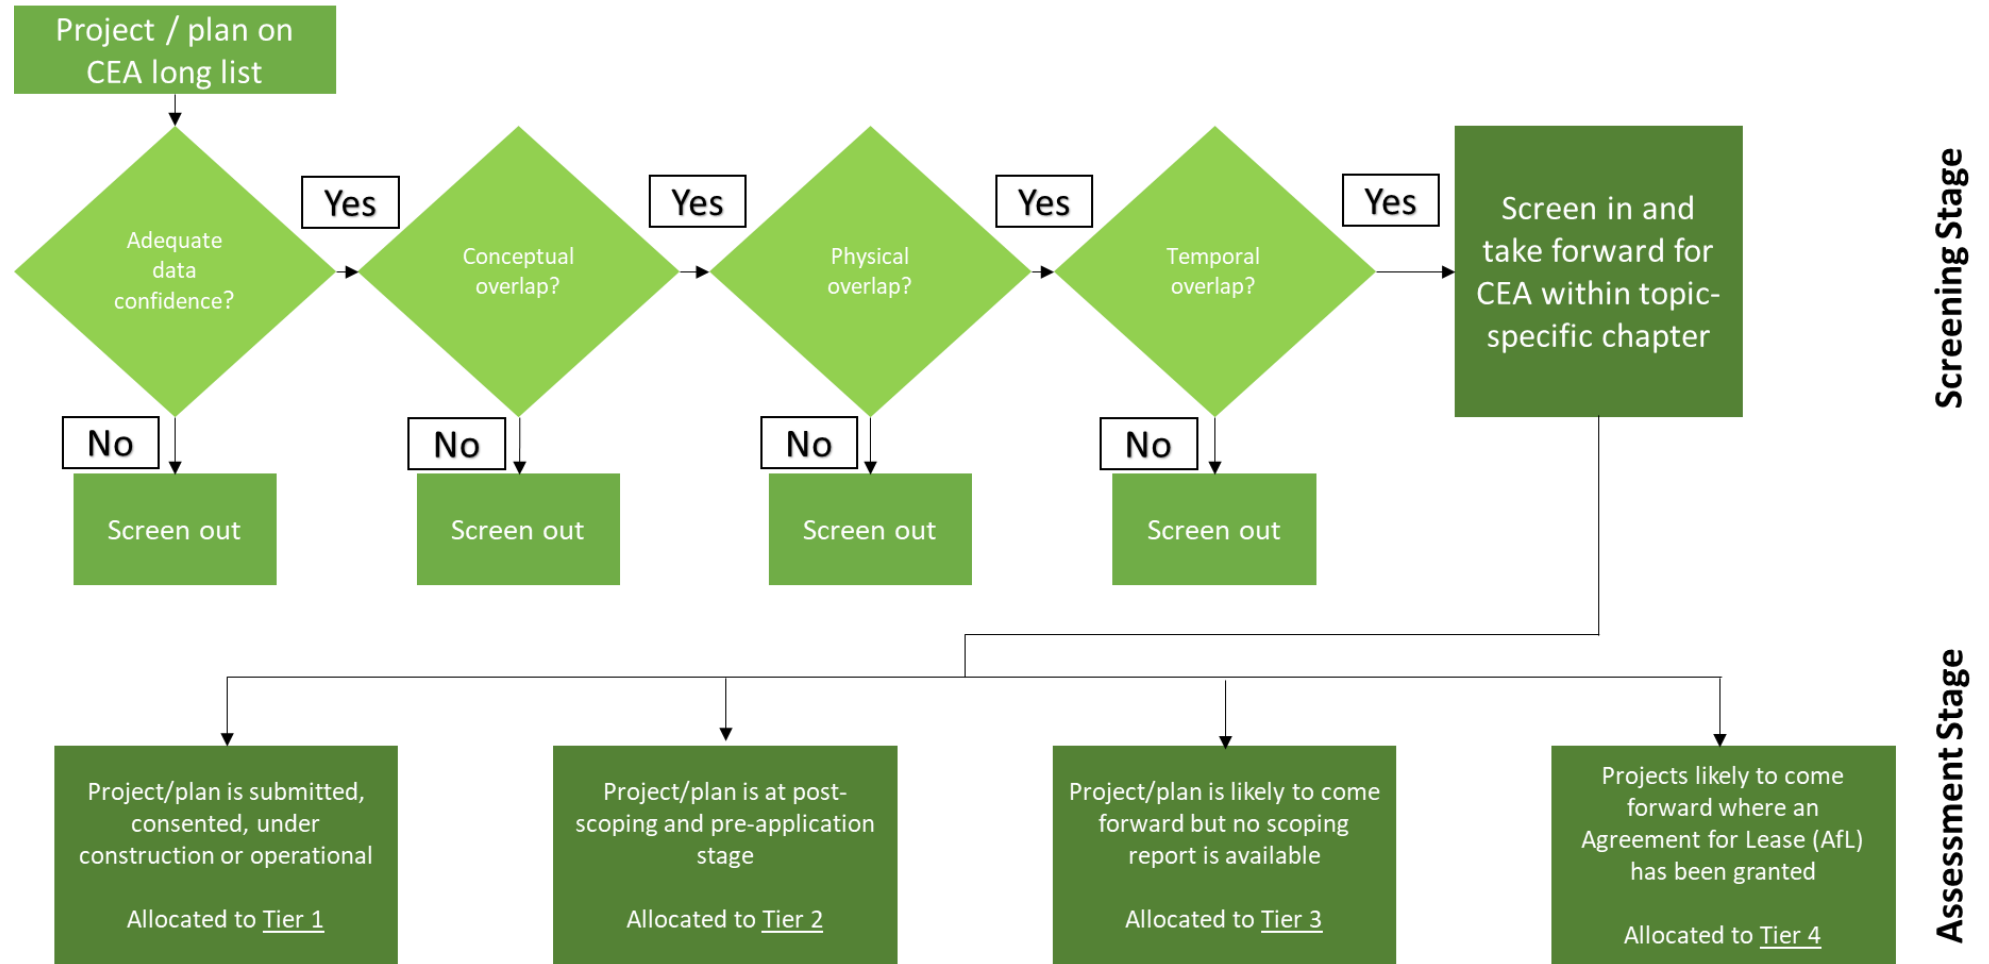 Project / plan on
CEA long list
Adequate
data
confidence?
Yes
Conceptual
overlap?
Yes
Physical
overlap?
Yes
Temporal
overlap?
Yes
Screen in and
take forward for
CEA within topic-
specific chapter
Screening Stage
No
No
No
No
Screen out
Screen out
Screen out
Screen out
Project/plan is submitted,
consented, under
construction or operational
Allocated to Tier 1
Project/plan is at post-
scoping and pre-application
stage
Allocated to Tier 2
Project/plan is likely to come
forward but no scoping
report is available
Allocated to Tier 3
Projects likely to come
forward where an
Agreement for Lease (AfL)
has been granted
Allocated to Tier 4
Assessment Stage